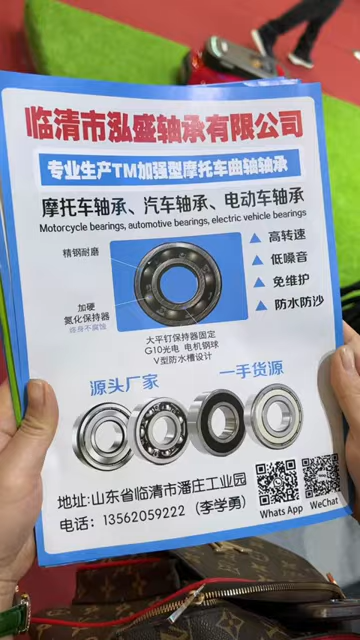 临清市泓盛轴承有限公司
专业生产TM加强型摩托车曲轴轴承
摩托车轴承、汽车轴承、电动车轴承
Motorcycle bearings, automotive bearings, electric vehicle bearings
精钢耐磨
高转速
低噪音
免维护
防水防沙
加硬
氮化保持器
终身不腐蚀
大平钉保持器固定
G10光电 电机钢球
V型防水槽设计
源头厂家
一手货源
地址:山东省临清市潘庄工业园
电话：13562059222（李学勇）
Whats App
WeChat